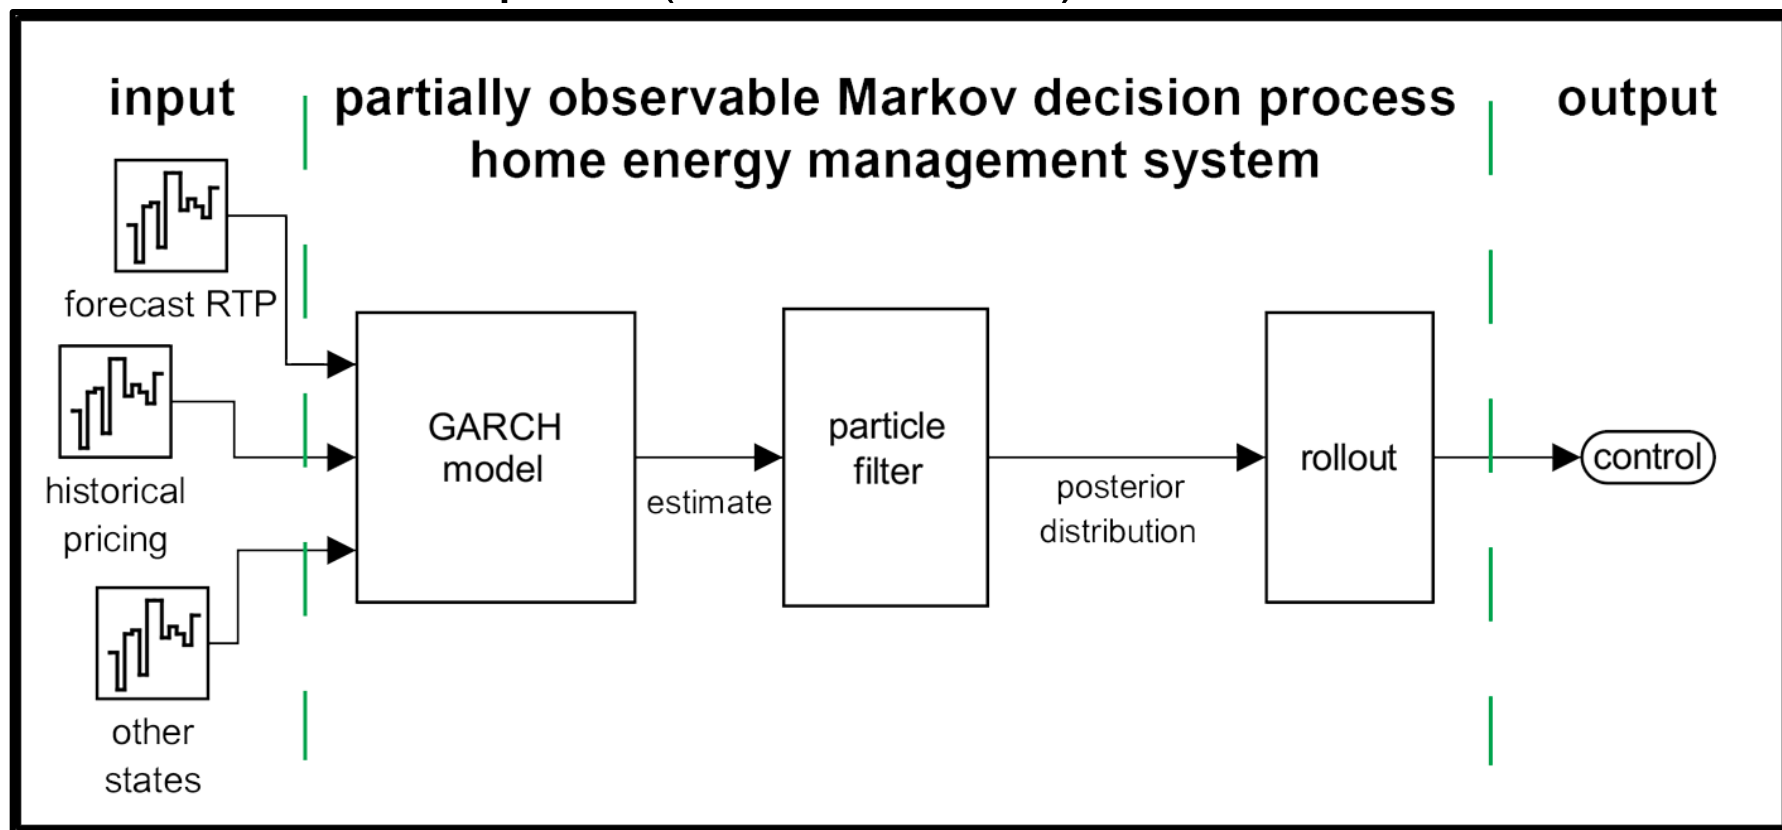 input
partially observable Markov decision process
home energy management system
output
forecast RTP
historical
pricing
other
states
GARCH
model
estimate
particle
filter
posterior
distribution
rollout
control